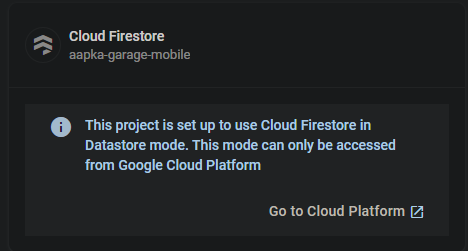 Cloud Firestore
aapka-garage-mobile
This project is set up to use Cloud Firestore in
Datastore mode. This mode can only be accessed
from Google Cloud Platform
Go to Cloud Platform